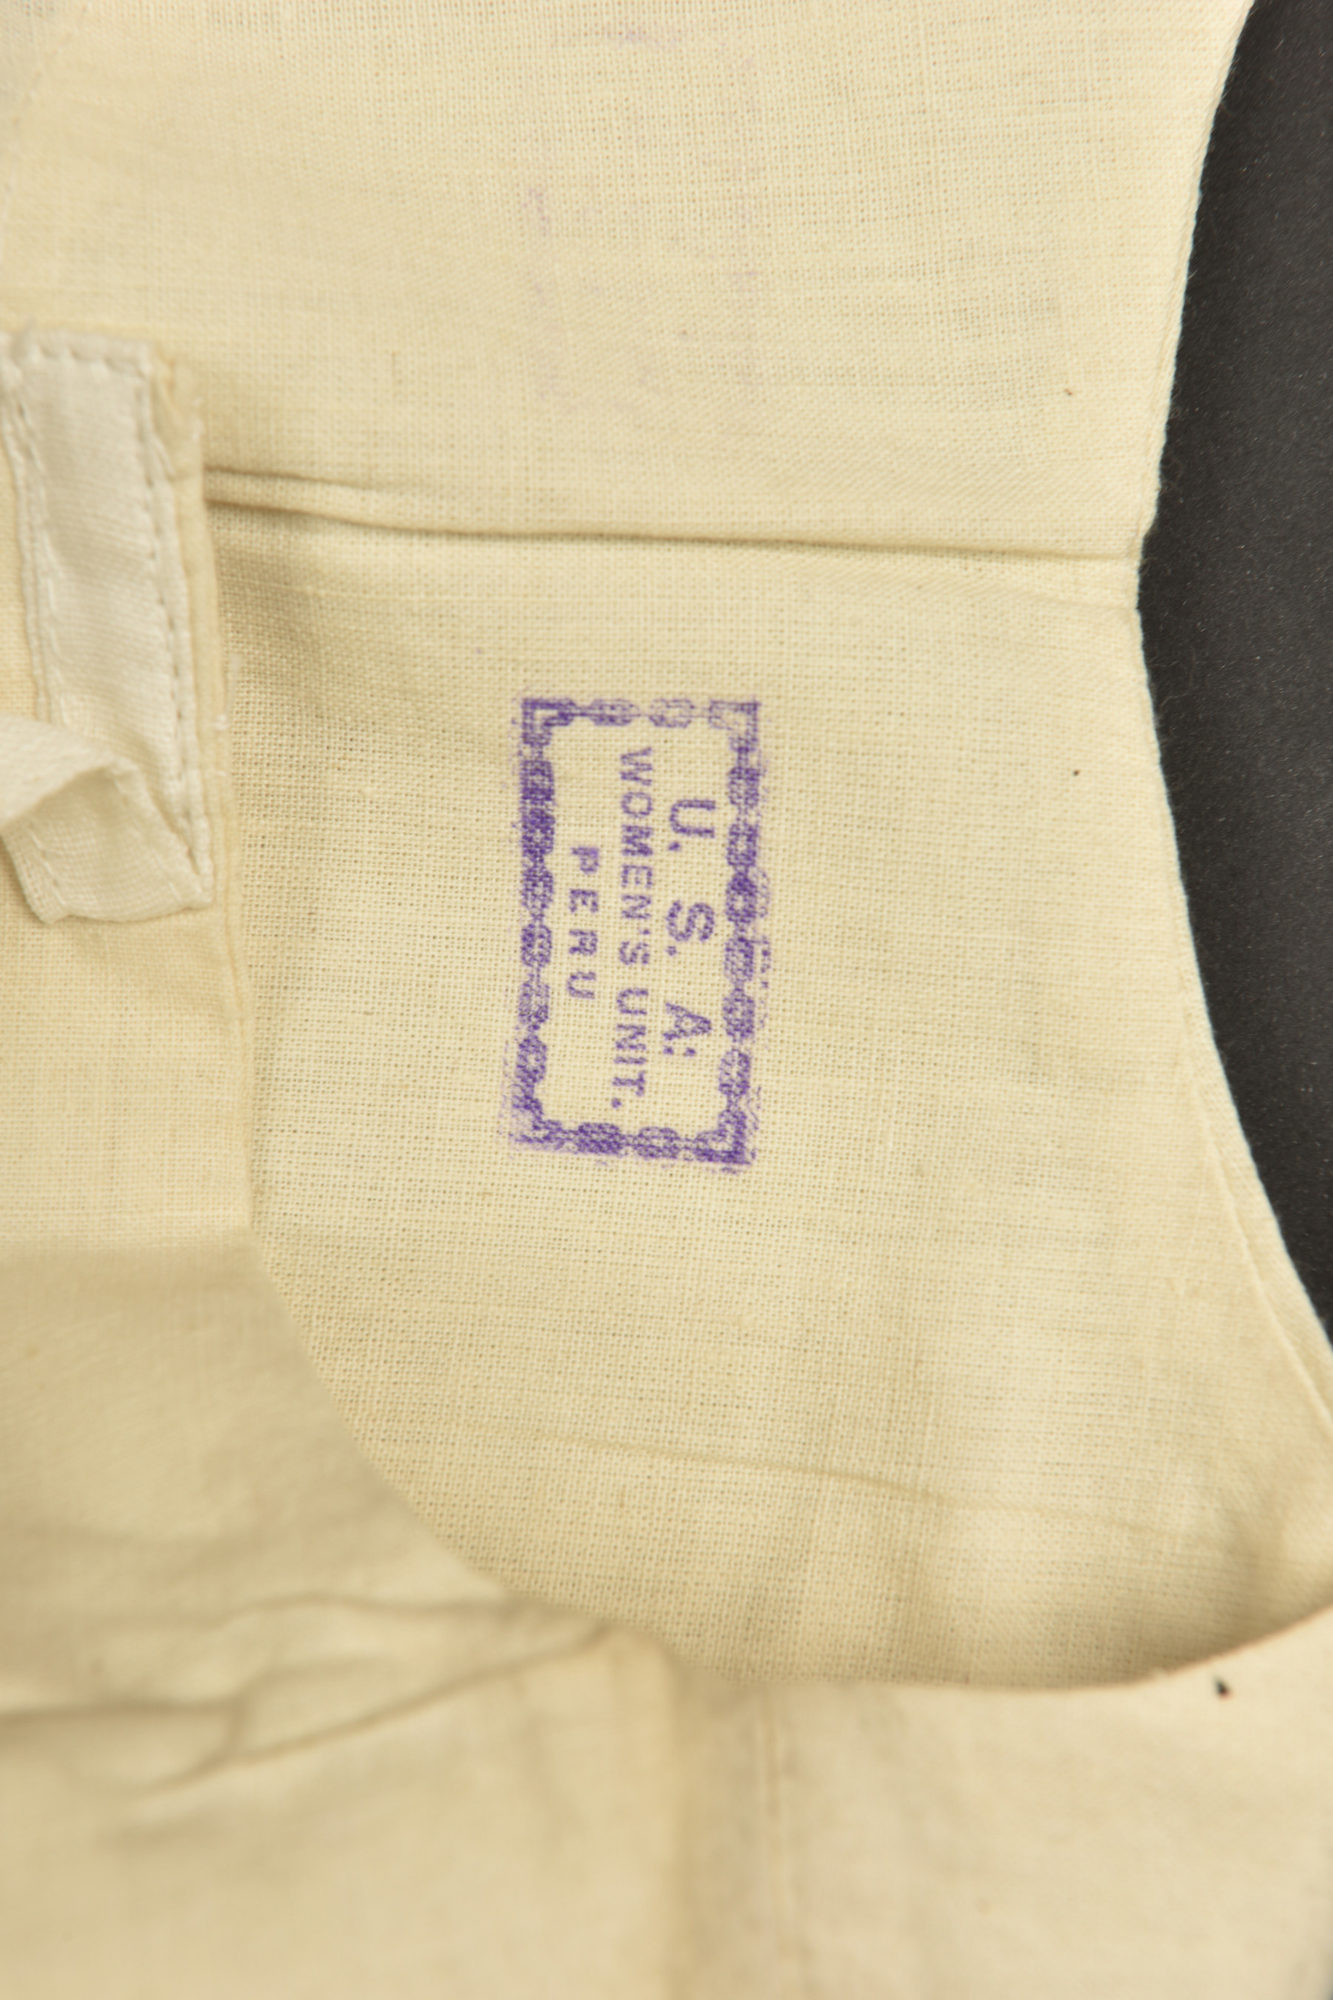 U. S. A:
WOMEN'S UNIT.
PERU